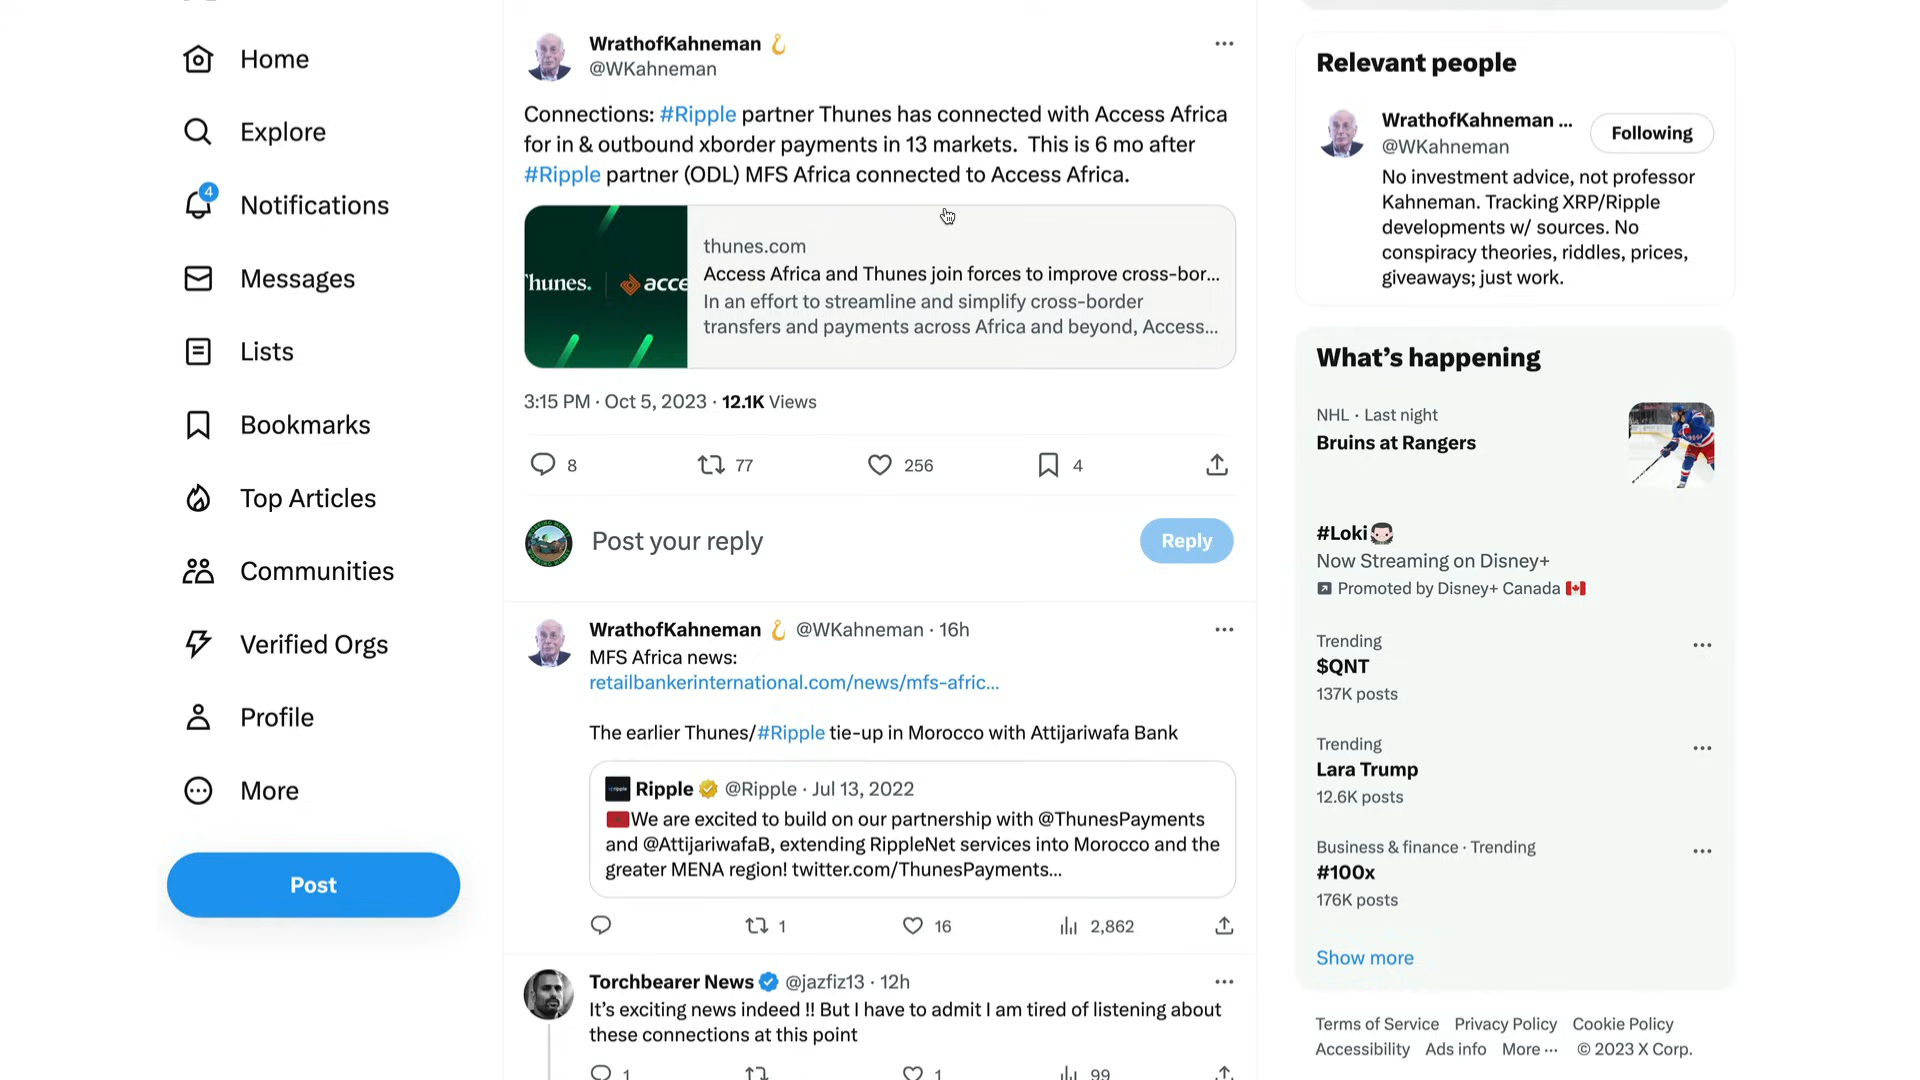 Home
Explore
4
Notifications
Messages
Lists
Bookmarks
Top Articles
Communities
Verified Orgs
Profile
More
Post
WrathofKahneman
@WKahneman
Connections: #Ripple partner Thunes has connected with Access Africa
for in & outbound xborder payments in 13 markets. This is 6 mo after
#Ripple partner (ODL) MFS Africa connected to Access Africa.
hunes. acce
thunes.com
Access Africa and Thunes join forces to improve cross-bor...
In an effort to streamline and simplify cross-border
transfers and payments across Africa and beyond, Access...
3:15 PM · Oct 5, 2023 · 12.1K Views
8 77 256 4
Post your reply
Reply
WrathofKahneman @WKahneman · 16h
MFS Africa news:
retailbankerinternational.com/news/mfs-afric...
The earlier Thunes/#Ripple tie-up in Morocco with Attijariwafa Bank
Ripple @Ripple · Jul 13, 2022
We are excited to build on our partnership with @ThunesPayments
and @AttijariwafaB, extending RippleNet services into Morocco and the
greater MENA region! twitter.com/ThunesPayments...
1 16 2,862
Torchbearer News @jazfiz13 · 12h
It's exciting news indeed !! But I have to admit I am tired of listening about
these connections at this point
1 1 99
Relevant people
WrathofKahneman ...
@WKahneman
Following
No investment advice, not professor
Kahneman. Tracking XRP/Ripple
developments w/ sources. No
conspiracy theories, riddles, prices,
giveaways; just work.
What's happening
NHL · Last night
Bruins at Rangers
#Loki
Now Streaming on Disney+
Promoted by Disney+ Canada
Trending
$QNT
137K posts
Trending
Lara Trump
12.6K posts
Business & finance · Trending
#100x
176K posts
Show more
Terms of Service Privacy Policy Cookie Policy
Accessibility Ads info More ··· © 2023 X Corp.